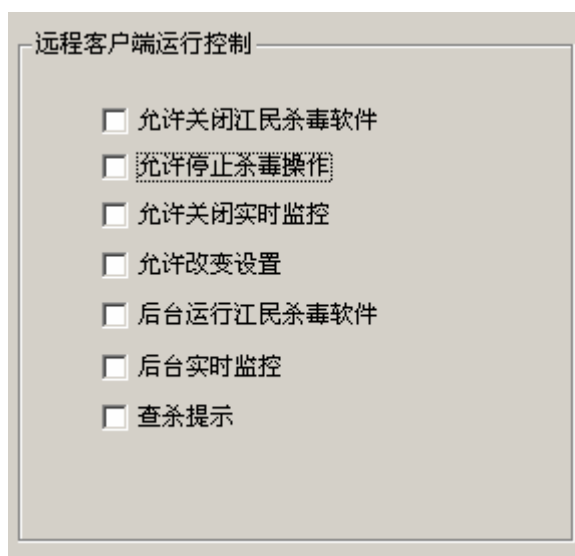 远程客户端运行控制
允许关闭江民杀毒软件
允许停止杀毒操作
允许关闭实时监控
允许改变设置
后台运行江民杀毒软件
后台实时监控
查杀提示